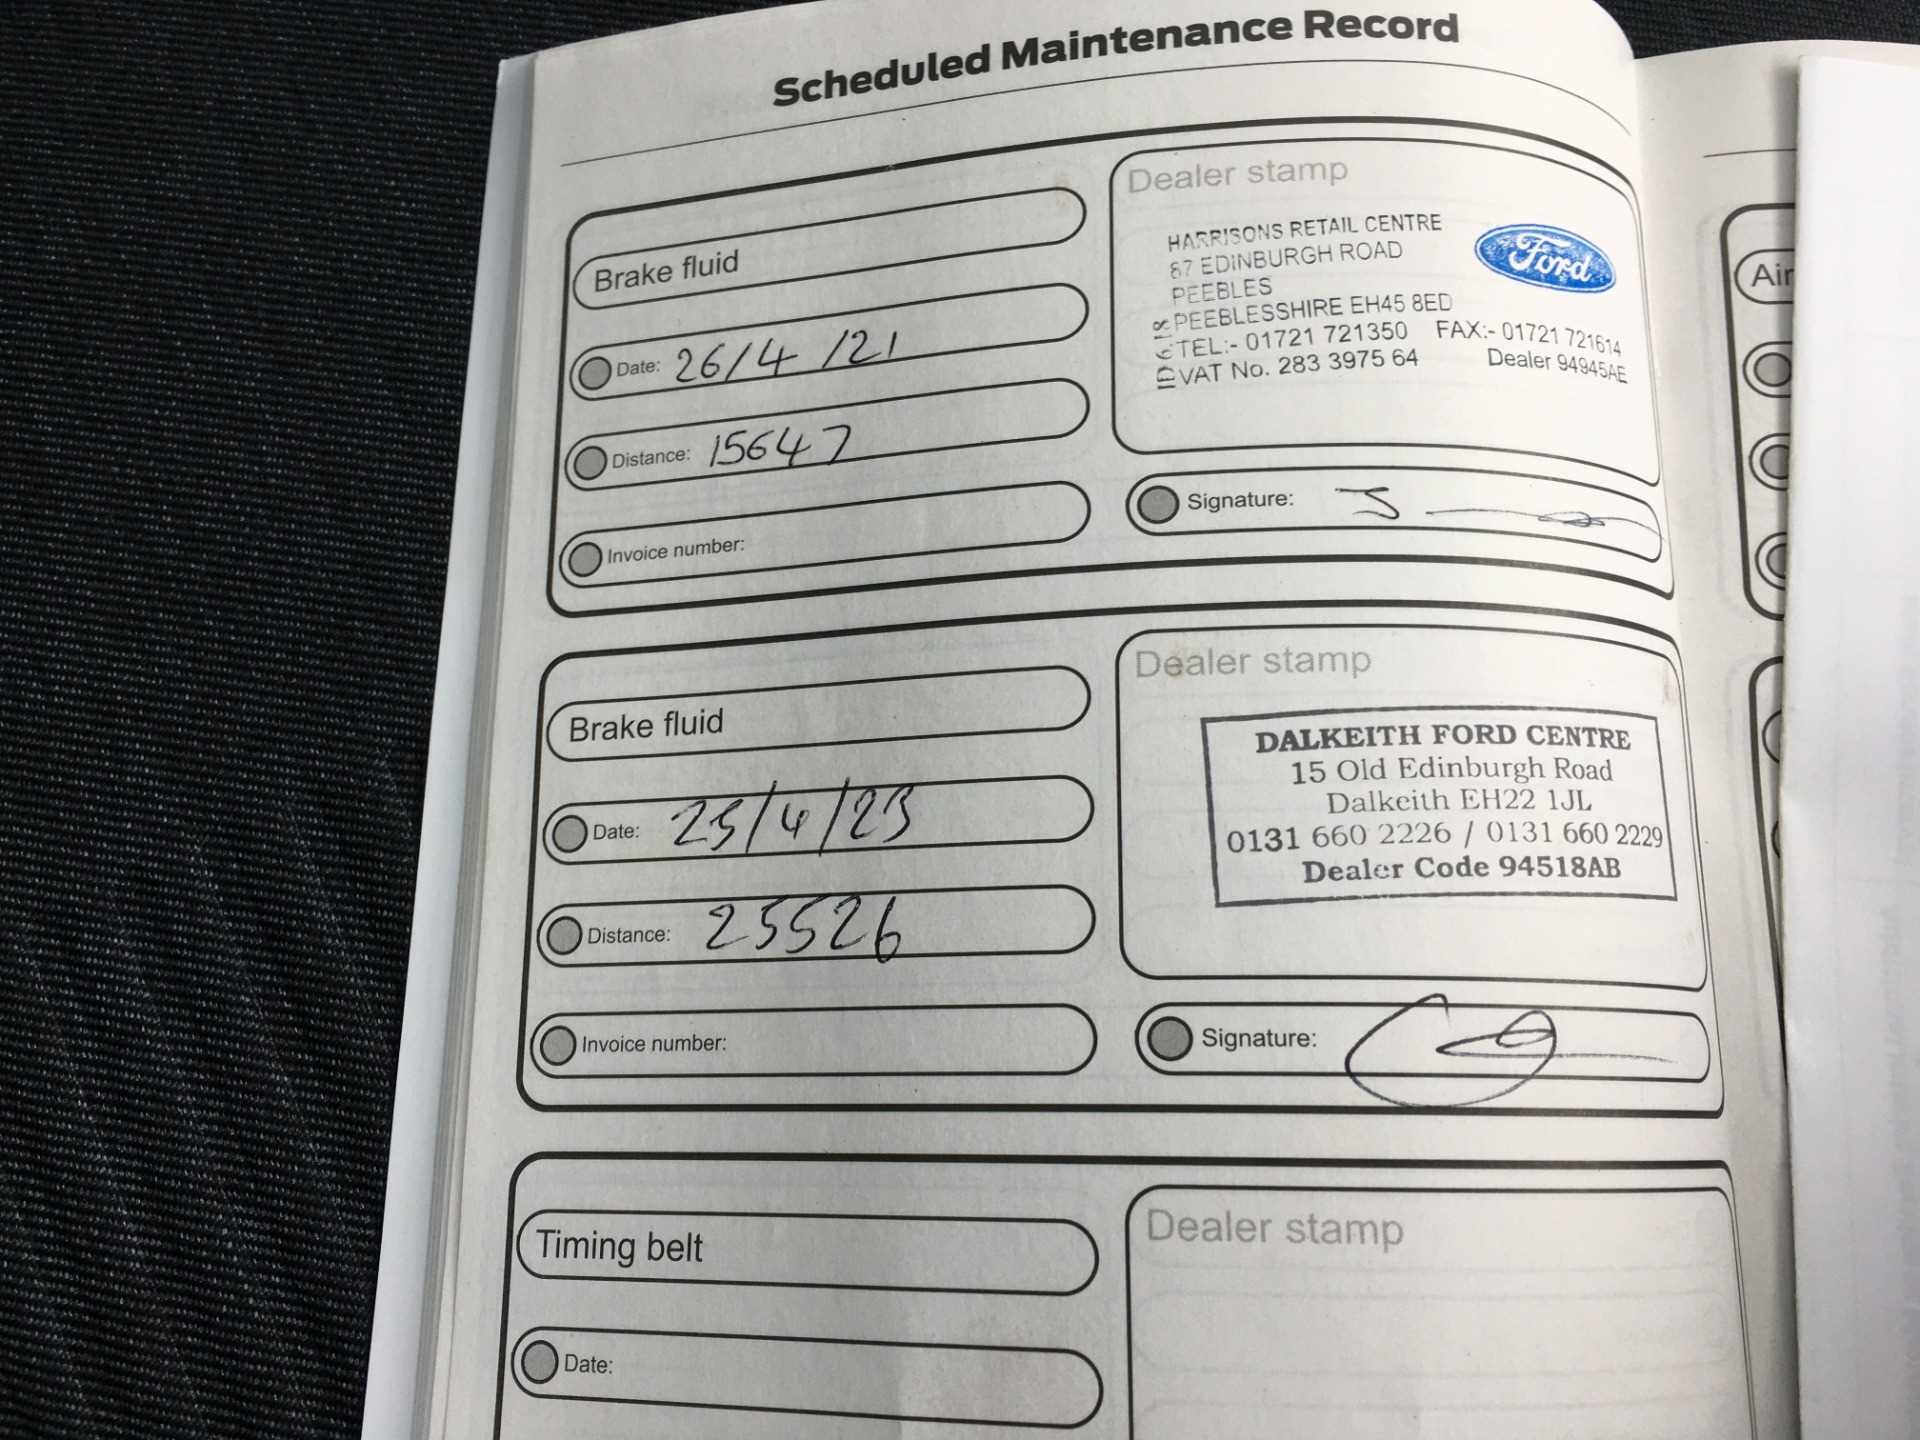 Scheduled Maintenance Record
Brake fluid
Date: 26/4/21
Distance: 15647
Invoice number:
Dealer stamp
HARRISONS RETAIL CENTRE
87 EDINBURGH ROAD
PEEBLES
PEEBLESSHIRE EH45 8ED
TEL:- 01721 721350 FAX:- 01721 721614
VAT No. 283 3975 64 Dealer 94945AE
Ford
Signature:
Brake fluid
Date: 25/4/23
Distance: 25526
Invoice number:
Dealer stamp
DALKEITH FORD CENTRE
15 Old Edinburgh Road
Dalkeith EH22 1JL
0131 660 2226 / 0131 660 2229
Dealer Code 94518AB
Signature:
Timing belt
Date:
Dealer stamp
Air